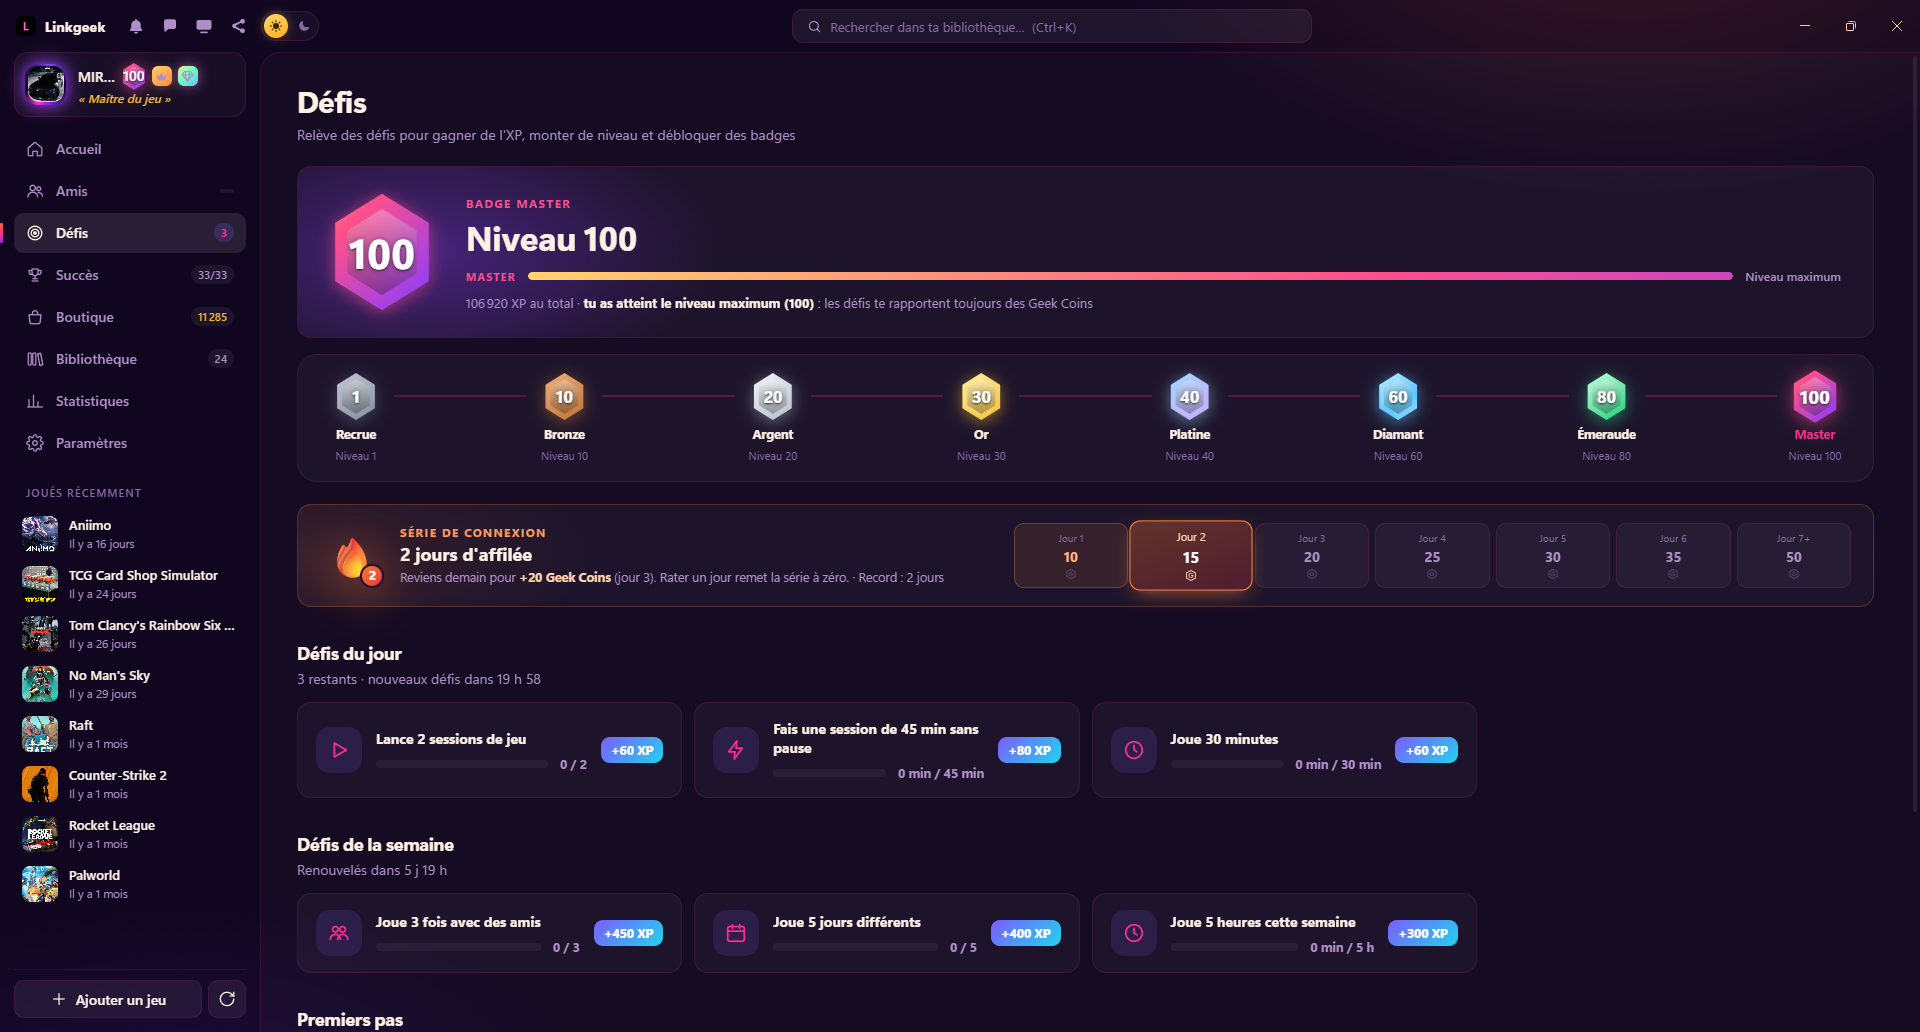 Linkgeek
Rechercher dans ta bibliothèque... (Ctrl+K)
MIR... 100
« Maître du jeu »
Accueil
Amis
Défis 3
Succès 33/33
Boutique 11 285
Bibliothèque 24
Statistiques
Paramètres
JOUÉS RÉCEMMENT
Aniimo
Il y a 16 jours
TCG Card Shop Simulator
Il y a 24 jours
Tom Clancy's Rainbow Six ...
Il y a 26 jours
No Man's Sky
Il y a 29 jours
Raft
Il y a 1 mois
Counter-Strike 2
Il y a 1 mois
Rocket League
Il y a 1 mois
Palworld
Il y a 1 mois
Ajouter un jeu
Défis
Relève des défis pour gagner de l'XP, monter de niveau et débloquer des badges
100
BADGE MASTER
Niveau 100
MASTER Niveau maximum
106 920 XP au total · tu as atteint le niveau maximum (100) : les défis te rapportent toujours des Geek Coins
1 10 20 30 40 60 80 100
Recrue Bronze Argent Or Platine Diamant Émeraude Master
Niveau 1 Niveau 10 Niveau 20 Niveau 30 Niveau 40 Niveau 60 Niveau 80 Niveau 100
2
SÉRIE DE CONNEXION
2 jours d'affilée
Reviens demain pour +20 Geek Coins (jour 3). Rater un jour remet la série à zéro. · Record : 2 jours
Jour 1 Jour 2 Jour 3 Jour 4 Jour 5 Jour 6 Jour 7+
10 15 20 25 30 35 50
Défis du jour
3 restants · nouveaux défis dans 19 h 58
Lance 2 sessions de jeu
0 / 2
+60 XP
Fais une session de 45 min sans
pause
0 min / 45 min
+80 XP
Joue 30 minutes
0 min / 30 min
+60 XP
Défis de la semaine
Renouvelés dans 5 j 19 h
Joue 3 fois avec des amis
0 / 3
+450 XP
Joue 5 jours différents
0 / 5
+400 XP
Joue 5 heures cette semaine
0 min / 5 h
+300 XP
Premiers pas